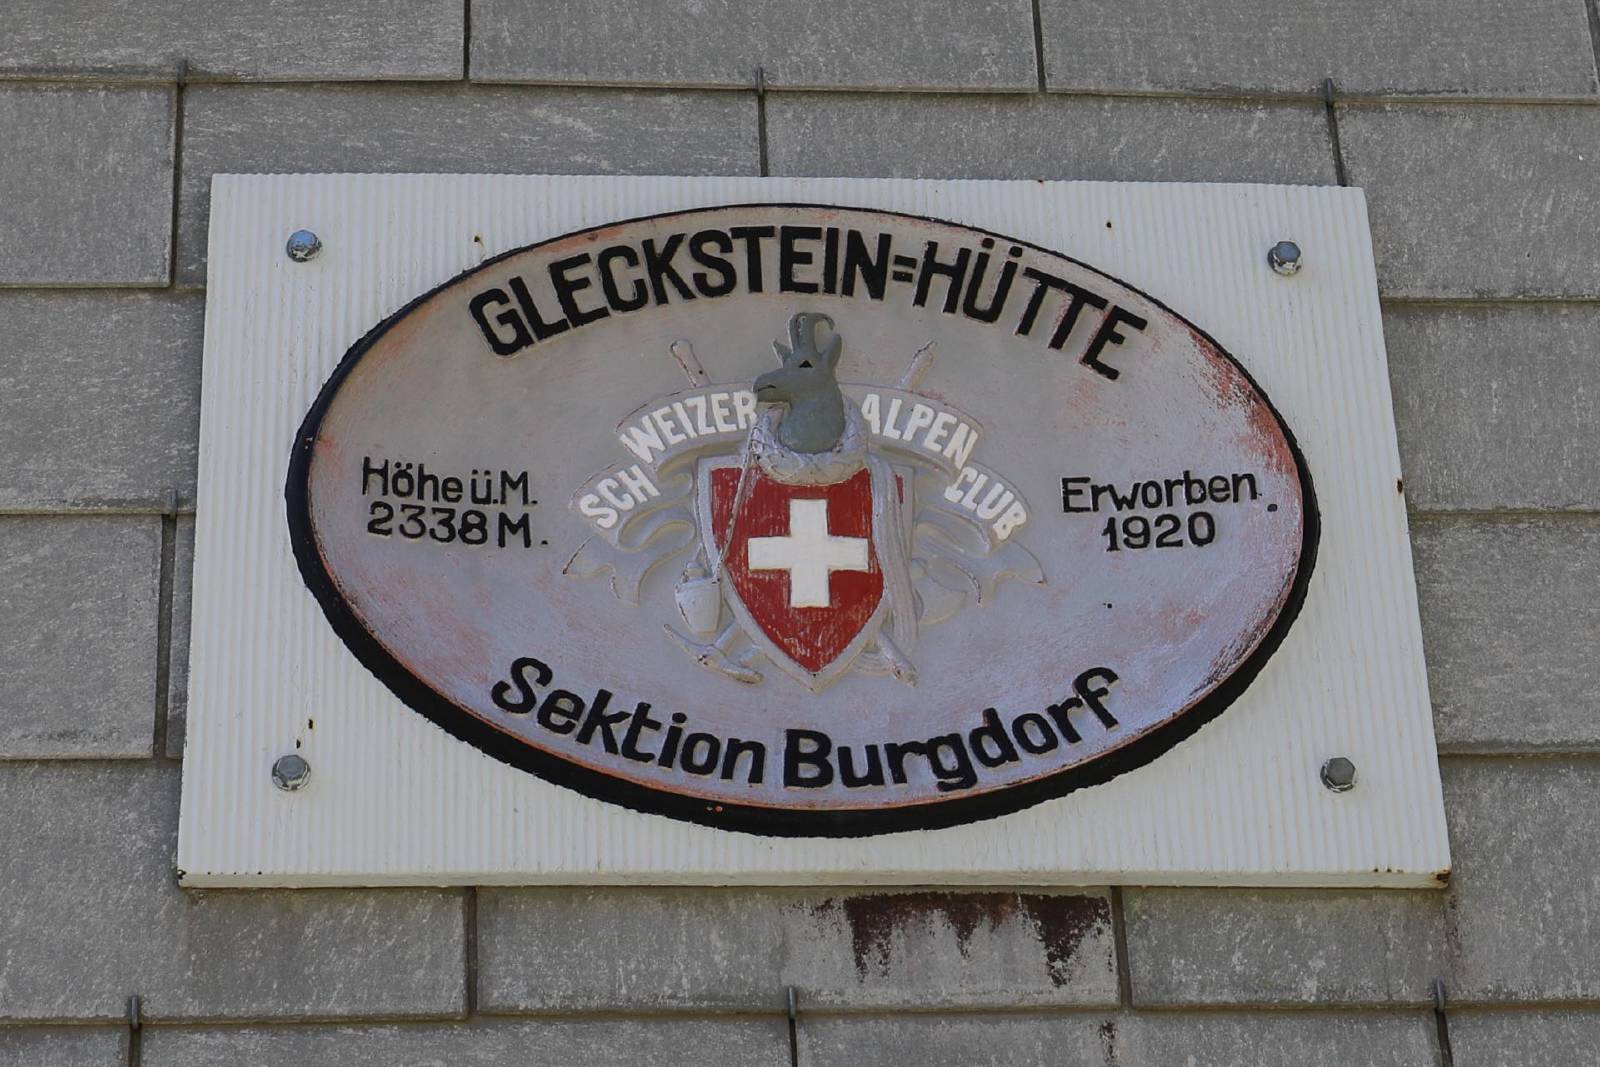 GLECKSTEIN=HÜTTE
SCHWEIZER ALPEN CLUB
Höhe ü.M.
2338 M.
Erworben
1920
Sektion Burgdorf